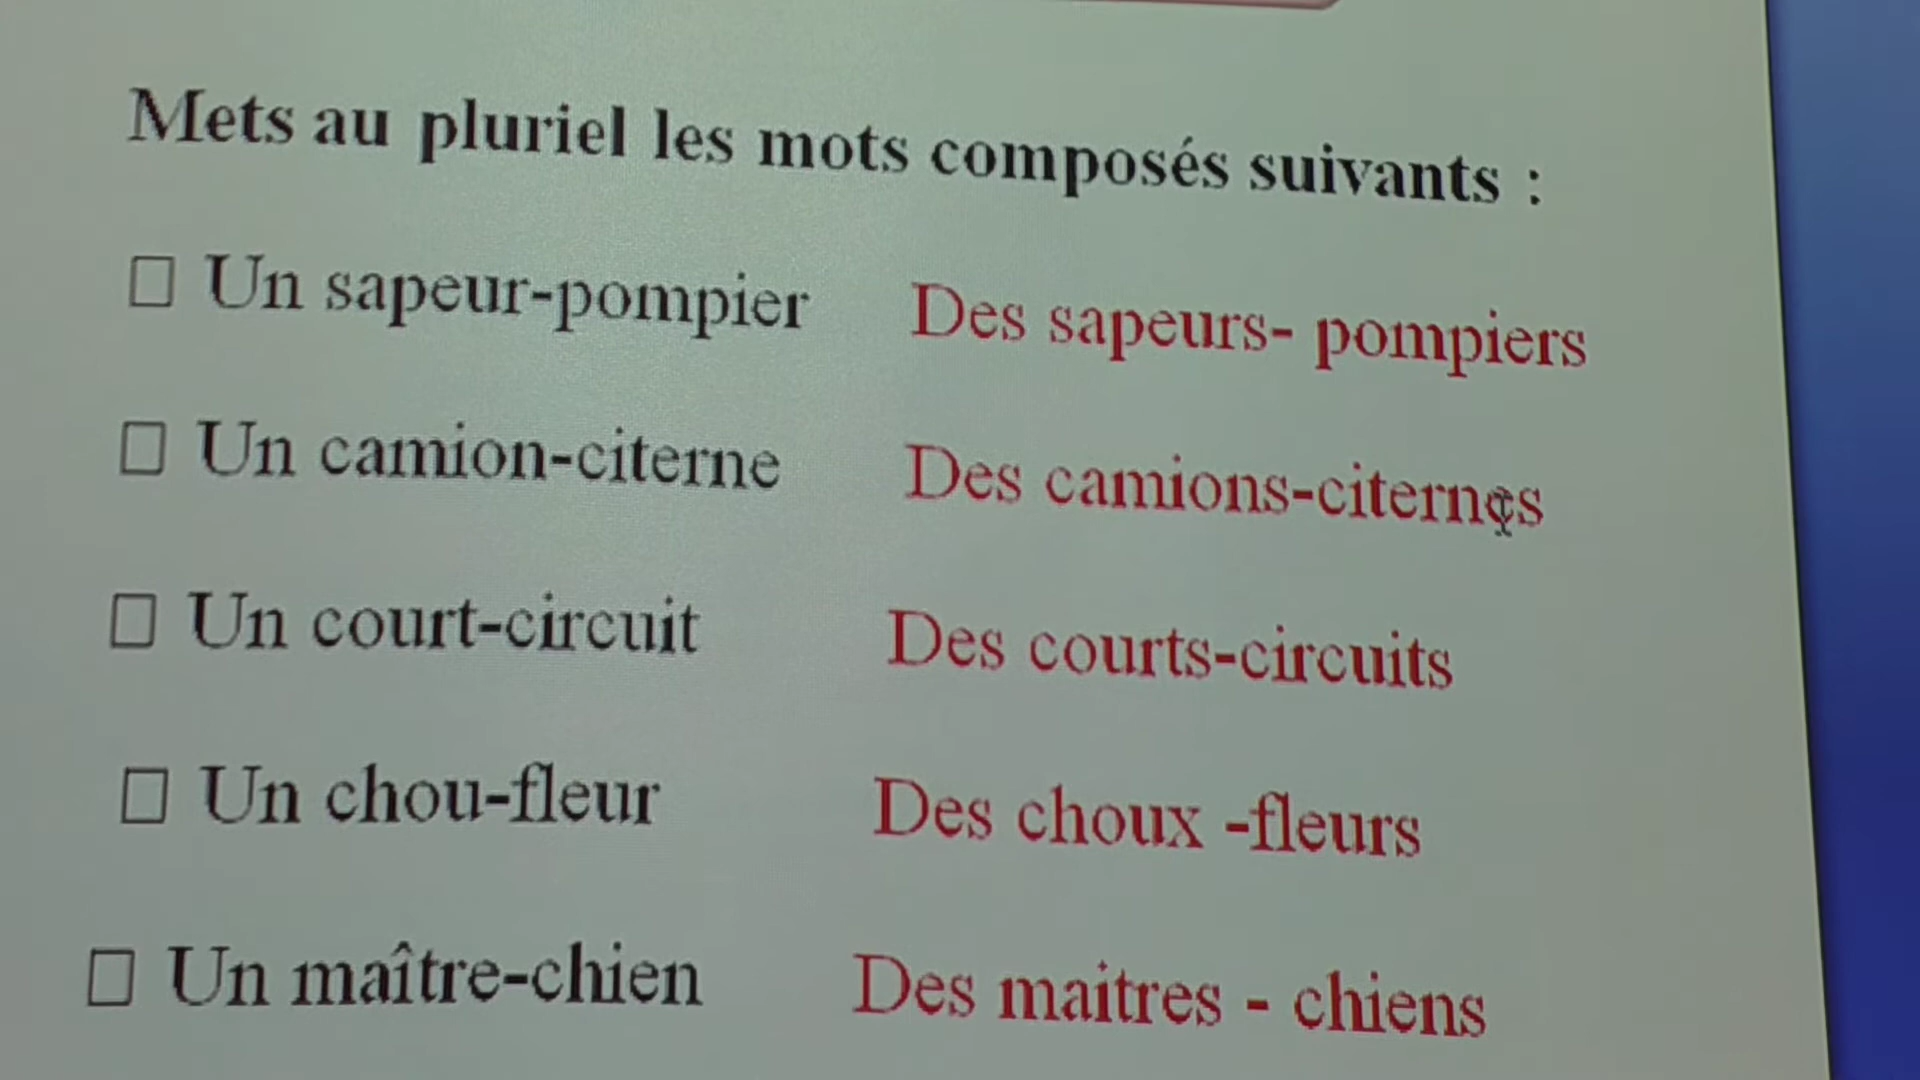 Mets au pluriel les mots composés suivants :
Un sapeur-pompier Des sapeurs- pompiers
Un camion-citerne Des camions-citernes
Un court-circuit Des courts-circuits
Un chou-fleur Des choux -fleurs
Un maître-chien Des maitres - chiens